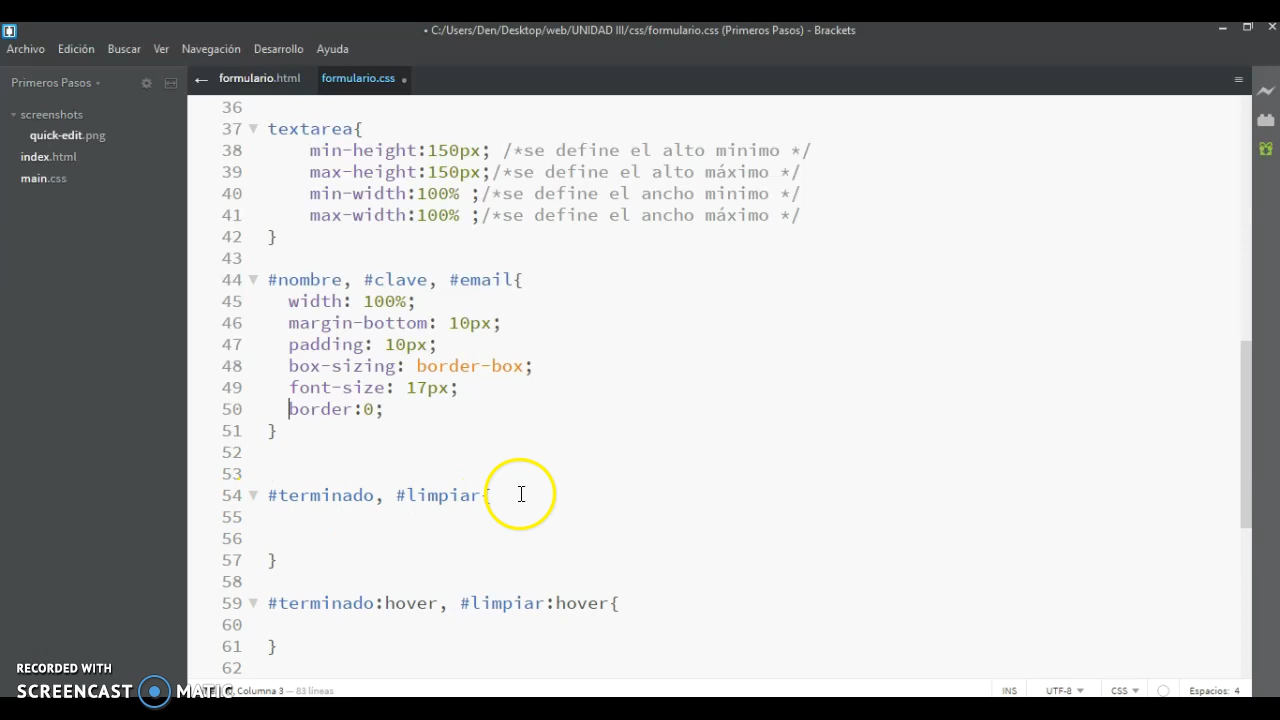 • C:/Users/Den/Desktop/web/UNIDAD III/css/formulario.css (Primeros Pasos) - Brackets
Archivo Edición Buscar Ver Navegación Desarrollo Ayuda
Primeros Pasos
screenshots
quick-edit.png
index.html
main.css
formulario.html formulario.css
36
37 textarea{
38 min-height:150px; /*se define el alto minimo */
39 max-height:150px;/*se define el alto máximo */
40 min-width:100% ;/*se define el ancho minimo */
41 max-width:100% ;/*se define el ancho máximo */
42 }
43
44 #nombre, #clave, #email{
45 width: 100%;
46 margin-bottom: 10px;
47 padding: 10px;
48 box-sizing: border-box;
49 font-size: 17px;
50 border:0;
51 }
52
53
54 #terminado, #limpiar{
55
56
57 }
58
59 #terminado:hover, #limpiar:hover{
60
61 }
62
RECORDED WITH
SCREENCAST MATIC
Columna 3 — 83 líneas
INS UTF-8 CSS Espacios: 4